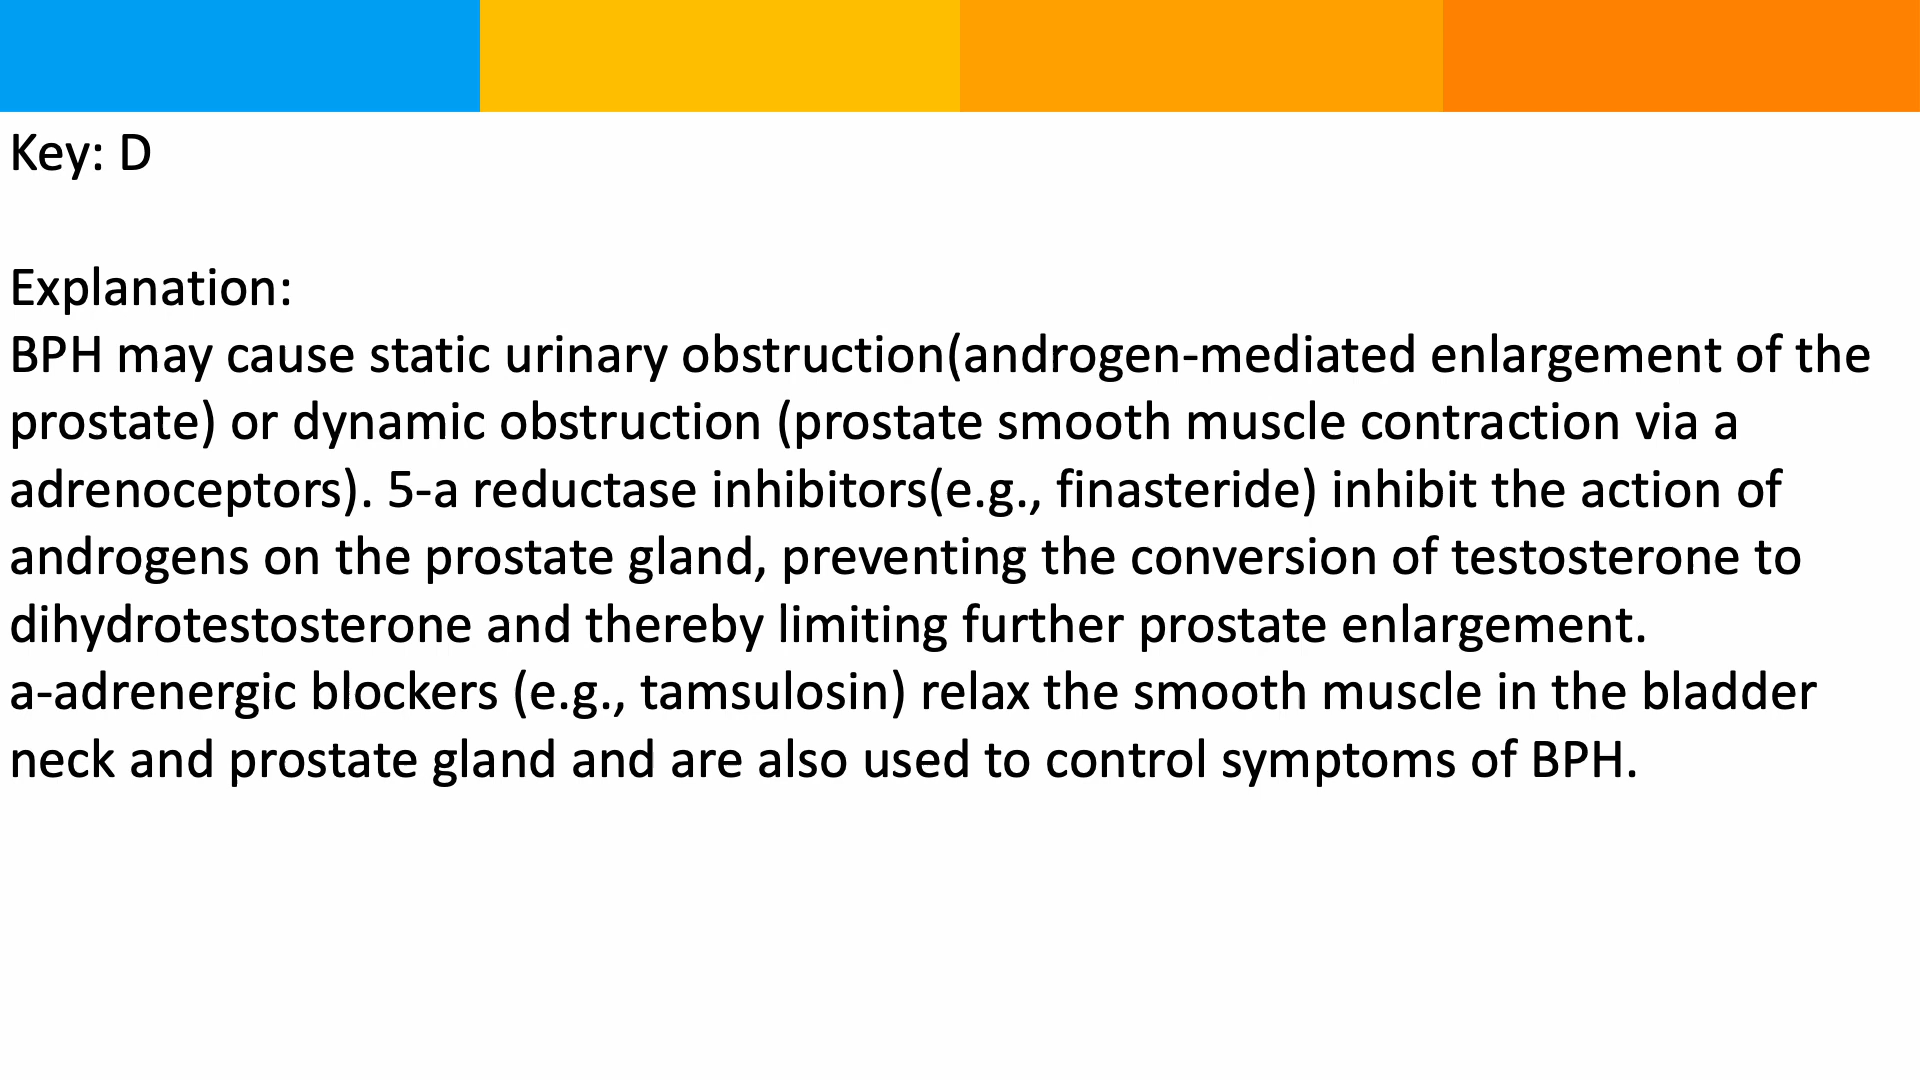 Key: D
Explanation:
BPH may cause static urinary obstruction(androgen-mediated enlargement of the
prostate) or dynamic obstruction (prostate smooth muscle contraction via a
adrenoceptors). 5-a reductase inhibitors(e.g., finasteride) inhibit the action of
androgens on the prostate gland, preventing the conversion of testosterone to
dihydrotestosterone and thereby limiting further prostate enlargement.
a-adrenergic blockers (e.g., tamsulosin) relax the smooth muscle in the bladder
neck and prostate gland and are also used to control symptoms of BPH.